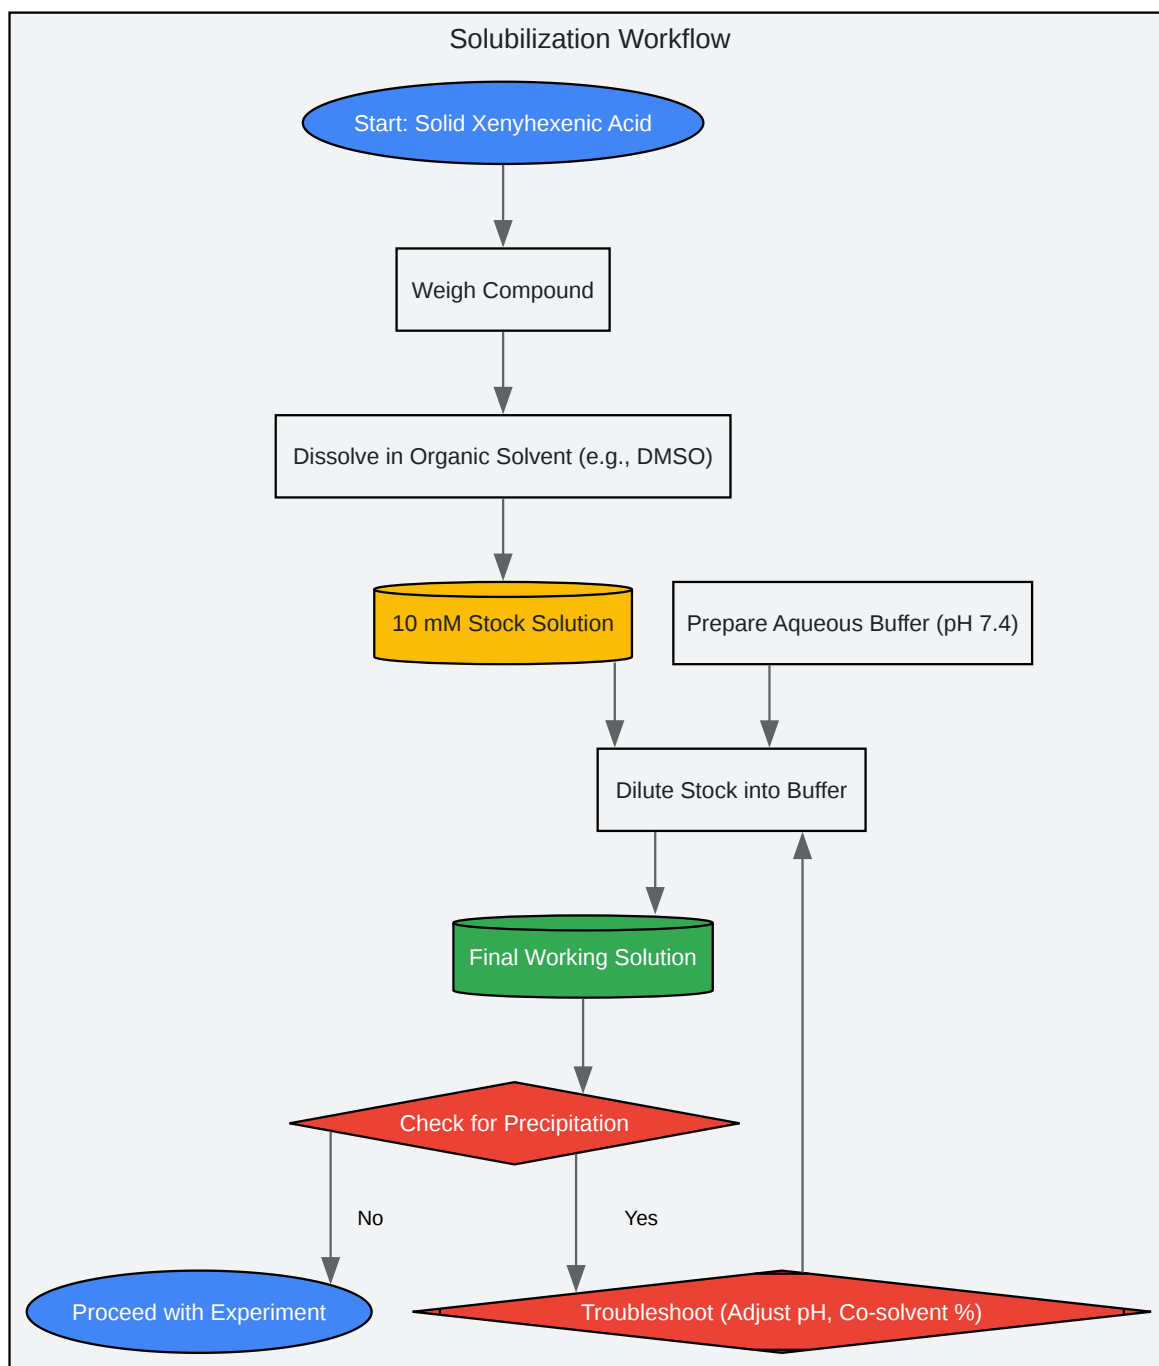 Solubilization Workflow
Start: Solid Xenyhexenic Acid
Weigh Compound
Dissolve in Organic Solvent (e.g., DMSO)
10 mM Stock Solution
Prepare Aqueous Buffer (pH 7.4)
Dilute Stock into Buffer
Final Working Solution
Check for Precipitation
No
Yes
Proceed with Experiment
Troubleshoot (Adjust pH, Co-solvent %)